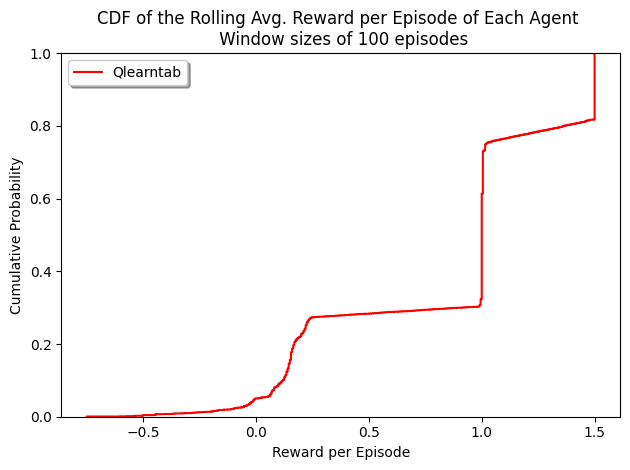 CDF of the Rolling Avg. Reward per Episode of Each Agent
Window sizes of 100 episodes
Qlearntab
Cumulative Probability
1.0
0.8
0.6
0.4
0.2
0.0
−0.5 0.0 0.5 1.0 1.5
Reward per Episode